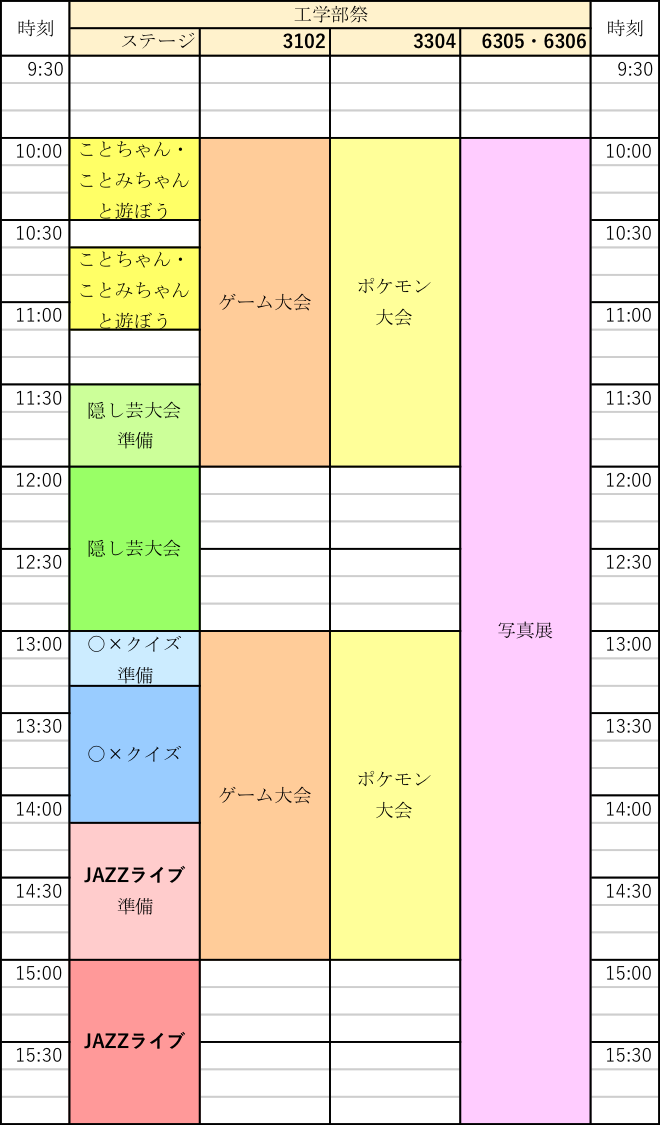 時刻
工学部祭
時刻
ステージ
3102
3304
6305・6306
9:30
9:30
10:00
ことちゃん・
ことみちゃん
と遊ぼう
10:00
10:30
10:30
ことちゃん・
ことみちゃん
と遊ぼう
ゲーム大会
ポケモン
大会
11:00
11:00
11:30
隠し芸大会
準備
11:30
12:00
12:00
隠し芸大会
12:30
12:30
写真展
13:00
〇×クイズ
準備
13:00
13:30
13:30
〇×クイズ
ゲーム大会
ポケモン
大会
14:00
14:00
JAZZライブ
準備
14:30
14:30
15:00
15:00
JAZZライブ
15:30
15:30